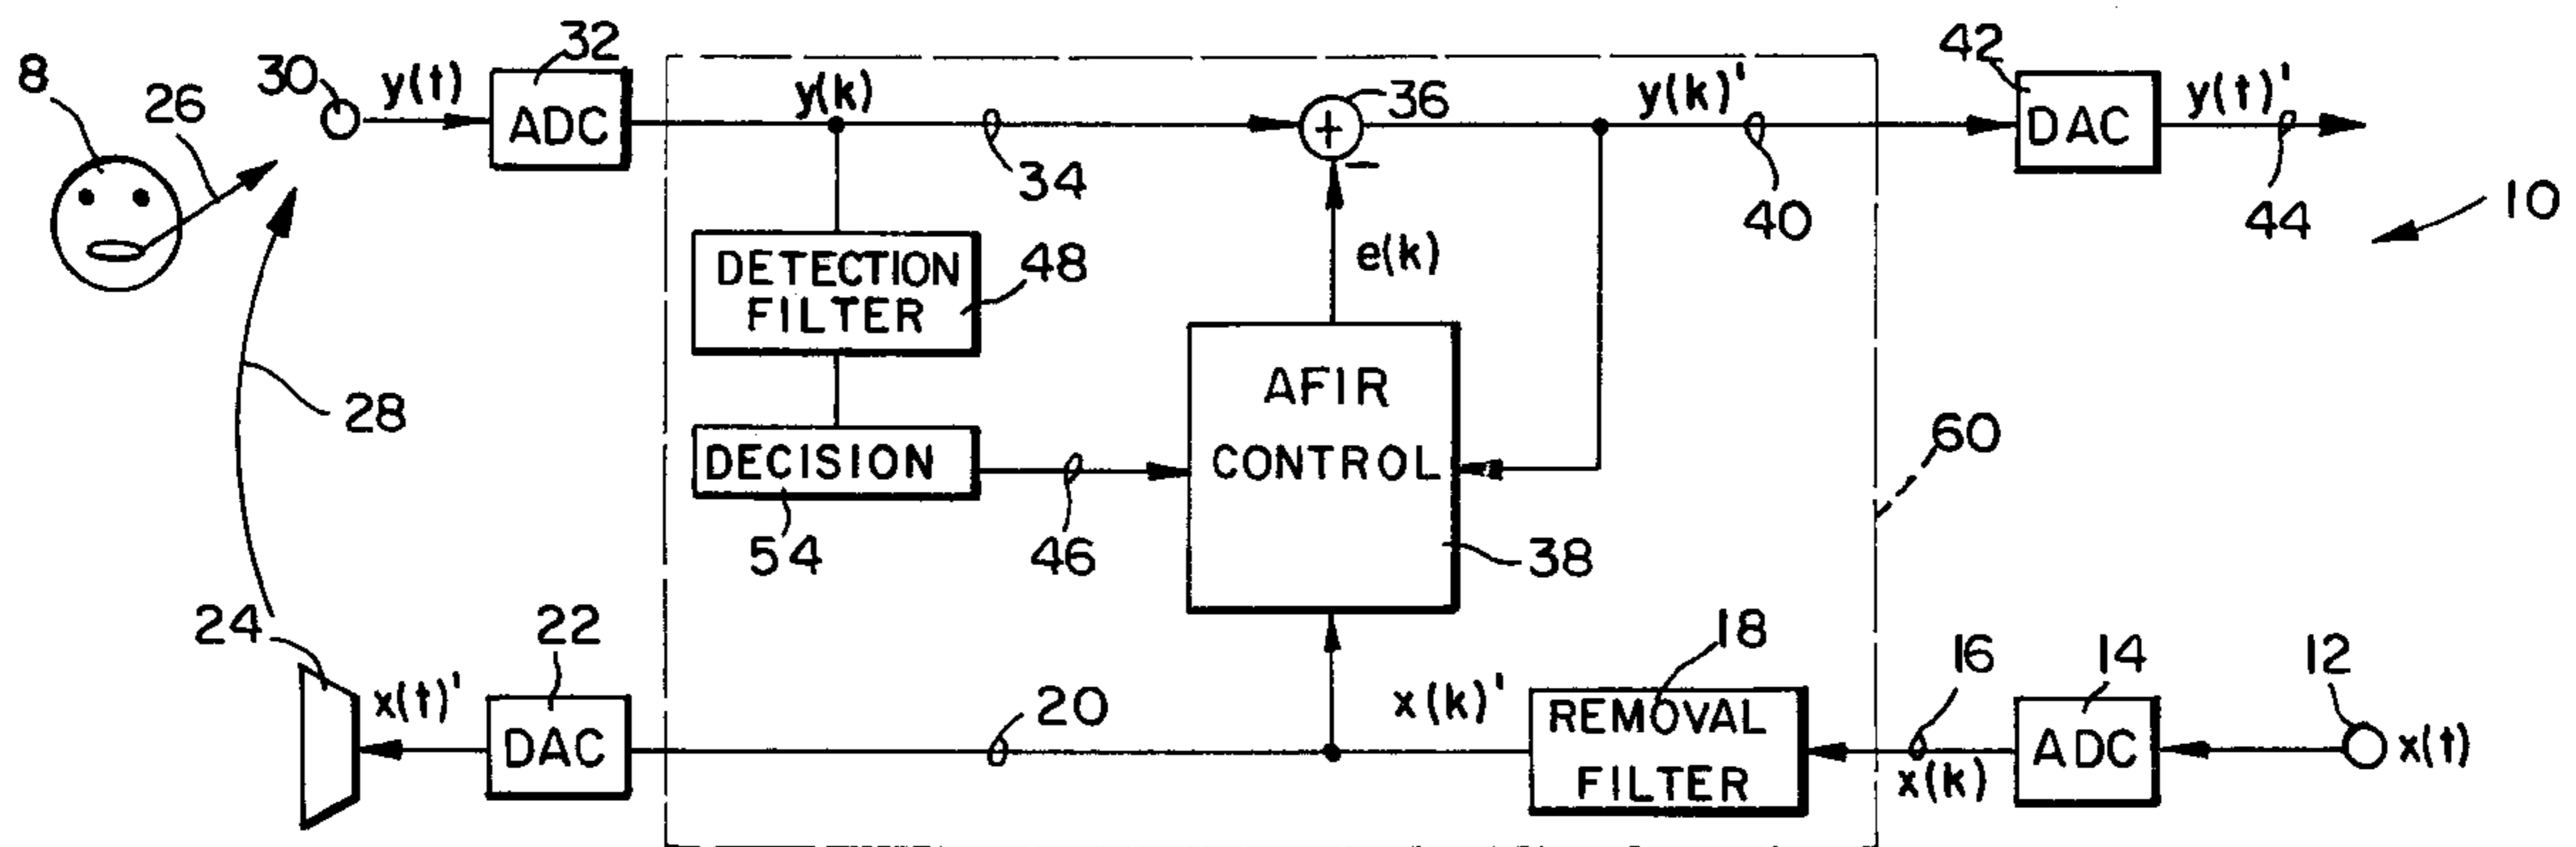 8
26
30
y(t)
32
ADC
y(k)
34
36
+
−
y(k)'
40
42
DAC
y(t)'
44
10
DETECTION
FILTER
48
e(k)
28
DECISION
54
46
AFIR
CONTROL
38
60
24
x(t)'
22
DAC
20
x(k)'
18
REMOVAL
FILTER
16
x(k)
14
ADC
12
x(t)